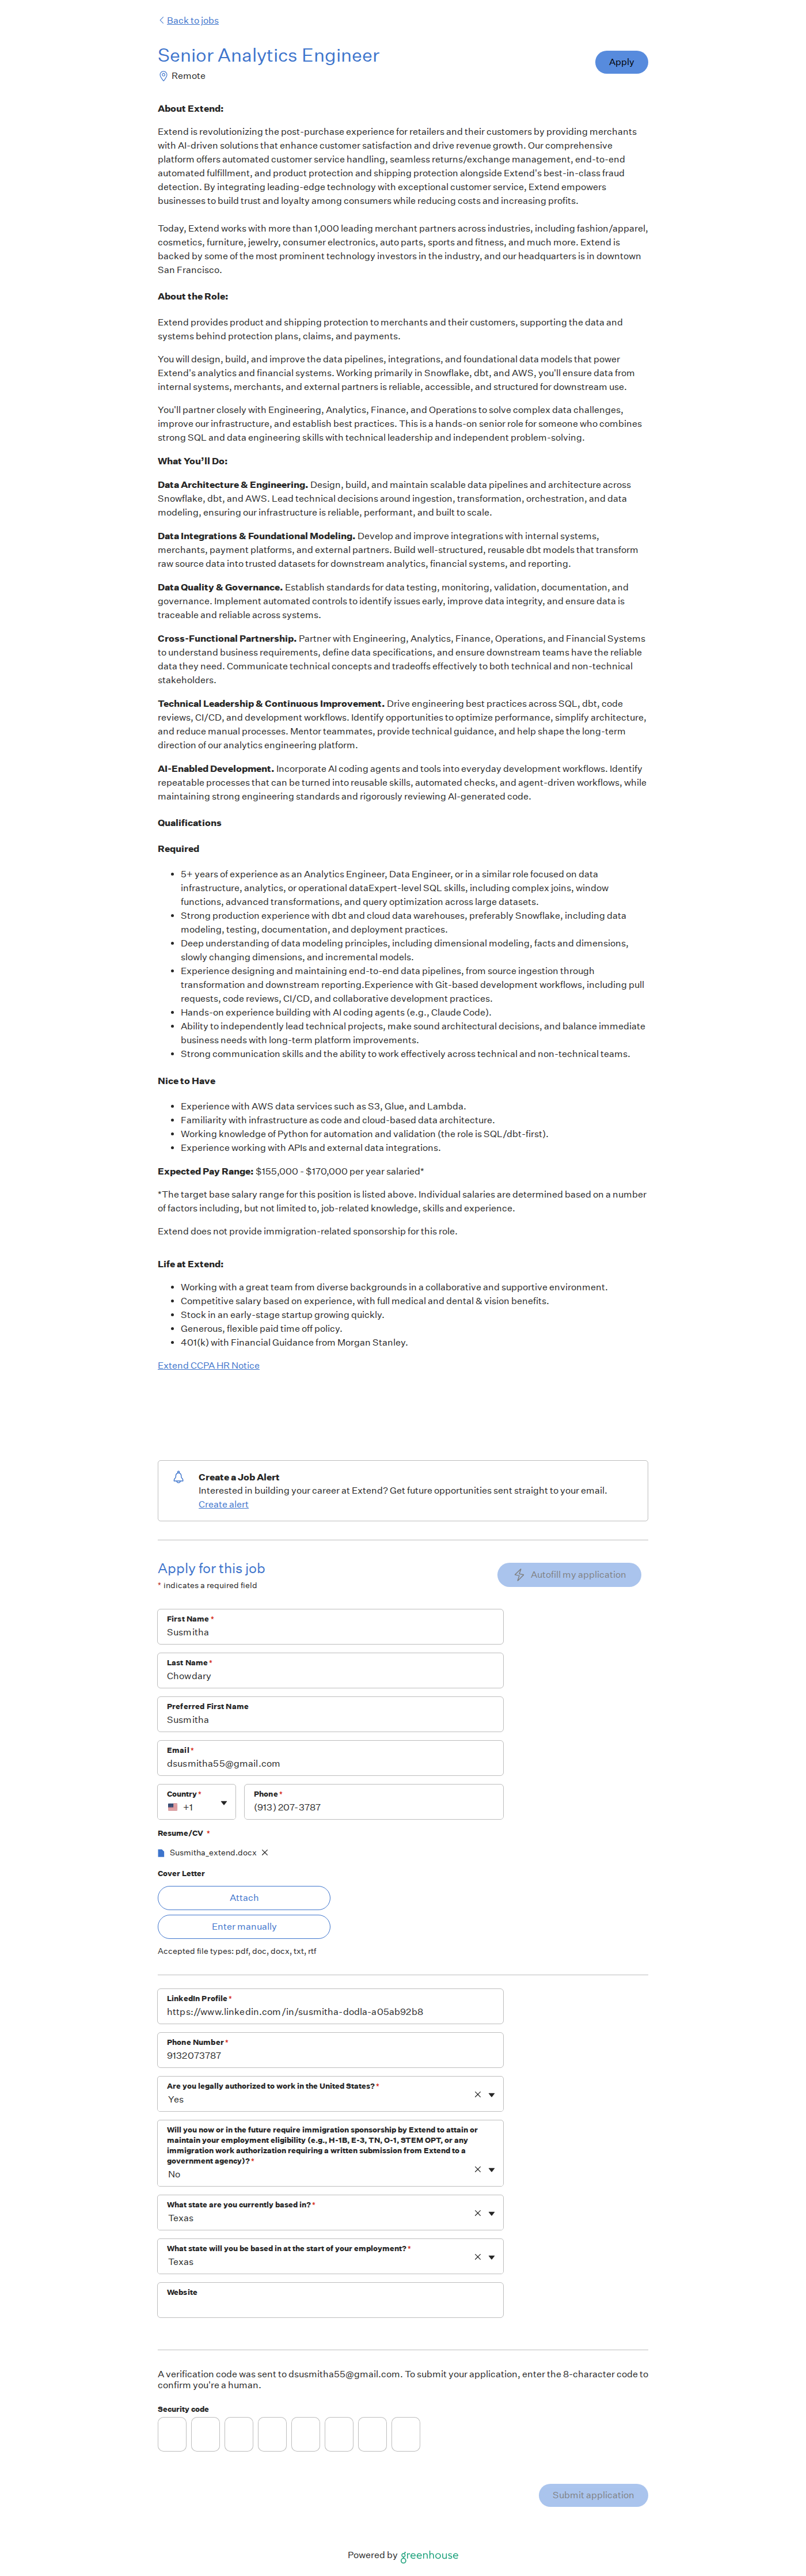 Back to jobs
Senior Analytics Engineer
Apply
Remote
About Extend:
Extend is revolutionizing the post-purchase experience for retailers and their customers by providing merchants
with AI-driven solutions that enhance customer satisfaction and drive revenue growth. Our comprehensive
platform offers automated customer service handling, seamless returns/exchange management, end-to-end
automated fulfillment, and product protection and shipping protection alongside Extend's best-in-class fraud
detection. By integrating leading-edge technology with exceptional customer service, Extend empowers
businesses to build trust and loyalty among consumers while reducing costs and increasing profits.
Today, Extend works with more than 1,000 leading merchant partners across industries, including fashion/apparel,
cosmetics, furniture, jewelry, consumer electronics, auto parts, sports and fitness, and much more. Extend is
backed by some of the most prominent technology investors in the industry, and our headquarters is in downtown
San Francisco.
About the Role:
Extend provides product and shipping protection to merchants and their customers, supporting the data and
systems behind protection plans, claims, and payments.
You will design, build, and improve the data pipelines, integrations, and foundational data models that power
Extend's analytics and financial systems. Working primarily in Snowflake, dbt, and AWS, you'll ensure data from
internal systems, merchants, and external partners is reliable, accessible, and structured for downstream use.
You'll partner closely with Engineering, Analytics, Finance, and Operations to solve complex data challenges,
improve our infrastructure, and establish best practices. This is a hands-on senior role for someone who combines
strong SQL and data engineering skills with technical leadership and independent problem-solving.
What You'll Do:
Data Architecture & Engineering. Design, build, and maintain scalable data pipelines and architecture across
Snowflake, dbt, and AWS. Lead technical decisions around ingestion, transformation, orchestration, and data
modeling, ensuring our infrastructure is reliable, performant, and built to scale.
Data Integrations & Foundational Modeling. Develop and improve integrations with internal systems,
merchants, payment platforms, and external partners. Build well-structured, reusable dbt models that transform
raw source data into trusted datasets for downstream analytics, financial systems, and reporting.
Data Quality & Governance. Establish standards for data testing, monitoring, validation, documentation, and
governance. Implement automated controls to identify issues early, improve data integrity, and ensure data is
traceable and reliable across systems.
Cross-Functional Partnership. Partner with Engineering, Analytics, Finance, Operations, and Financial Systems
to understand business requirements, define data specifications, and ensure downstream teams have the reliable
data they need. Communicate technical concepts and tradeoffs effectively to both technical and non-technical
stakeholders.
Technical Leadership & Continuous Improvement. Drive engineering best practices across SQL, dbt, code
reviews, CI/CD, and development workflows. Identify opportunities to optimize performance, simplify architecture,
and reduce manual processes. Mentor teammates, provide technical guidance, and help shape the long-term
direction of our analytics engineering platform.
AI-Enabled Development. Incorporate AI coding agents and tools into everyday development workflows. Identify
repeatable processes that can be turned into reusable skills, automated checks, and agent-driven workflows, while
maintaining strong engineering standards and rigorously reviewing AI-generated code.
Qualifications
Required
• 5+ years of experience as an Analytics Engineer, Data Engineer, or in a similar role focused on data
infrastructure, analytics, or operational dataExpert-level SQL skills, including complex joins, window
functions, advanced transformations, and query optimization across large datasets.
• Strong production experience with dbt and cloud data warehouses, preferably Snowflake, including data
modeling, testing, documentation, and deployment practices.
• Deep understanding of data modeling principles, including dimensional modeling, facts and dimensions,
slowly changing dimensions, and incremental models.
• Experience designing and maintaining end-to-end data pipelines, from source ingestion through
transformation and downstream reporting.Experience with Git-based development workflows, including pull
requests, code reviews, CI/CD, and collaborative development practices.
• Hands-on experience building with AI coding agents (e.g., Claude Code).
• Ability to independently lead technical projects, make sound architectural decisions, and balance immediate
business needs with long-term platform improvements.
• Strong communication skills and the ability to work effectively across technical and non-technical teams.
Nice to Have
• Experience with AWS data services such as S3, Glue, and Lambda.
• Familiarity with infrastructure as code and cloud-based data architecture.
• Working knowledge of Python for automation and validation (the role is SQL/dbt-first).
• Experience working with APIs and external data integrations.
Expected Pay Range: $155,000 - $170,000 per year salaried*
*The target base salary range for this position is listed above. Individual salaries are determined based on a number
of factors including, but not limited to, job-related knowledge, skills and experience.
Extend does not provide immigration-related sponsorship for this role.
Life at Extend:
• Working with a great team from diverse backgrounds in a collaborative and supportive environment.
• Competitive salary based on experience, with full medical and dental & vision benefits.
• Stock in an early-stage startup growing quickly.
• Generous, flexible paid time off policy.
• 401(k) with Financial Guidance from Morgan Stanley.
Extend CCPA HR Notice
Create a Job Alert
Interested in building your career at Extend? Get future opportunities sent straight to your email.
Create alert
Apply for this job
Autofill my application
* indicates a required field
First Name *
Susmitha
Last Name *
Chowdary
Preferred First Name
Susmitha
Email *
dsusmitha55@gmail.com
Country * Phone *
+1 (913) 207-3787
Resume/CV *
Susmitha_extend.docx
Cover Letter
Attach
Enter manually
Accepted file types: pdf, doc, docx, txt, rtf
LinkedIn Profile *
https://www.linkedin.com/in/susmitha-dodla-a05ab92b8
Phone Number *
9132073787
Are you legally authorized to work in the United States? *
Yes
Will you now or in the future require immigration sponsorship by Extend to attain or
maintain your employment eligibility (e.g., H-1B, E-3, TN, O-1, STEM OPT, or any
immigration work authorization requiring a written submission from Extend to a
government agency)? *
No
What state are you currently based in? *
Texas
What state will you be based in at the start of your employment? *
Texas
Website
A verification code was sent to dsusmitha55@gmail.com. To submit your application, enter the 8-character code to
confirm you're a human.
Security code
Submit application
Powered by greenhouse